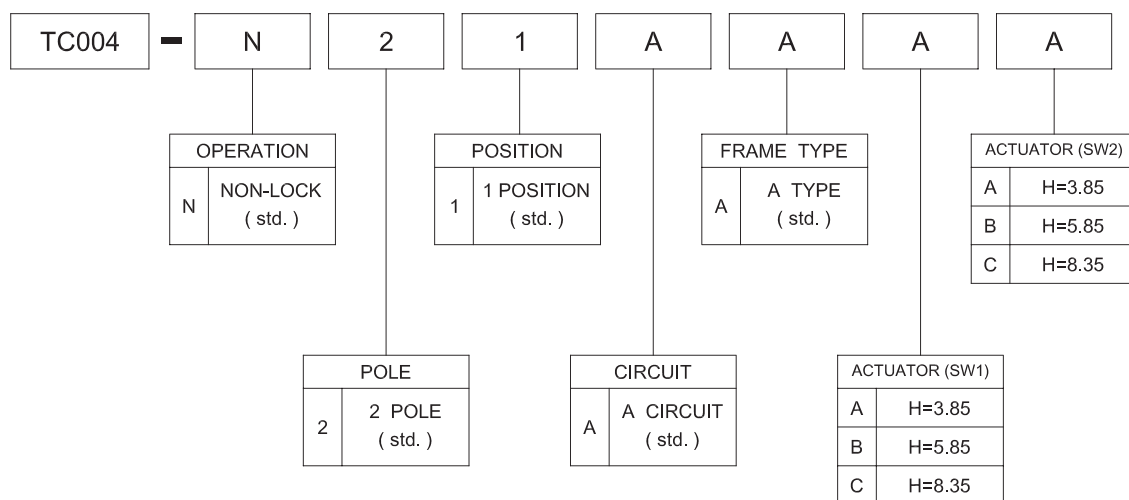 TC004 - N 2 1 A A A A
OPERATION
N NON-LOCK
( std. )
POSITION
1 1 POSITION
( std. )
FRAME TYPE
A A TYPE
( std. )
ACTUATOR (SW2)
A H=3.85
B H=5.85
C H=8.35
POLE
2 2 POLE
( std. )
CIRCUIT
A A CIRCUIT
( std. )
ACTUATOR (SW1)
A H=3.85
B H=5.85
C H=8.35